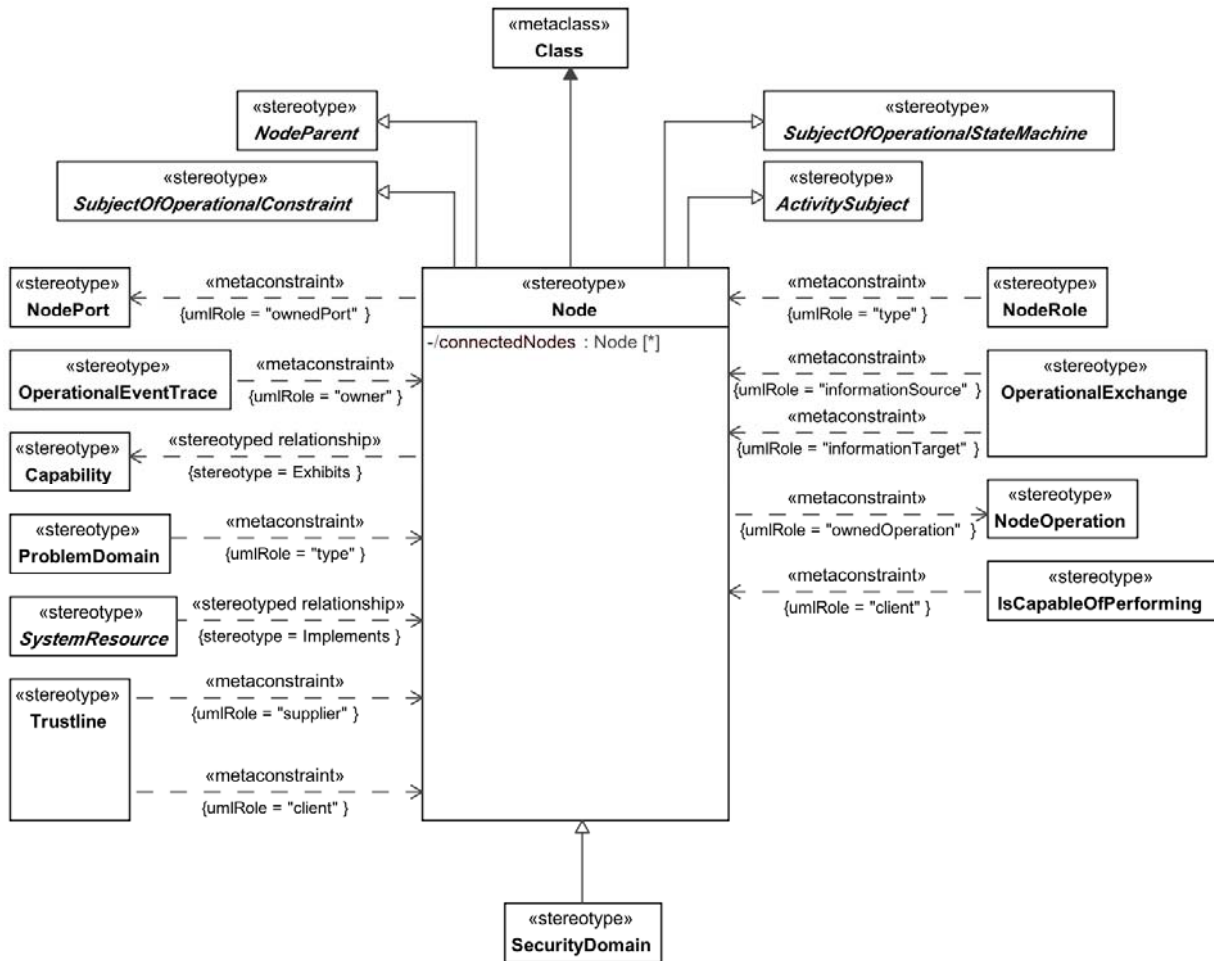 «metaclass»
Class
«stereotype»
NodeParent
«stereotype»
SubjectOfOperationalStateMachine
«stereotype»
SubjectOfOperationalConstraint
«stereotype»
ActivitySubject
«stereotype»
NodePort
«metaconstraint»
{umlRole = "ownedPort" }
«stereotype»
Node
-/connectedNodes : Node [*]
«metaconstraint»
{umlRole = "type" }
«stereotype»
NodeRole
«stereotype»
OperationalEventTrace
«metaconstraint»
{umlRole = "owner" }
«metaconstraint»
{umlRole = "informationSource" }
«metaconstraint»
{umlRole = "informationTarget" }
«stereotype»
OperationalExchange
«stereotype»
Capability
«stereotyped relationship»
{stereotype = Exhibits }
«metaconstraint»
{umlRole = "ownedOperation" }
«stereotype»
NodeOperation
«stereotype»
ProblemDomain
«metaconstraint»
{umlRole = "type" }
«metaconstraint»
{umlRole = "client" }
«stereotype»
IsCapableOfPerforming
«stereotype»
SystemResource
«stereotyped relationship»
{stereotype = Implements }
«stereotype»
Trustline
«metaconstraint»
{umlRole = "supplier" }
«metaconstraint»
{umlRole = "client" }
«stereotype»
SecurityDomain